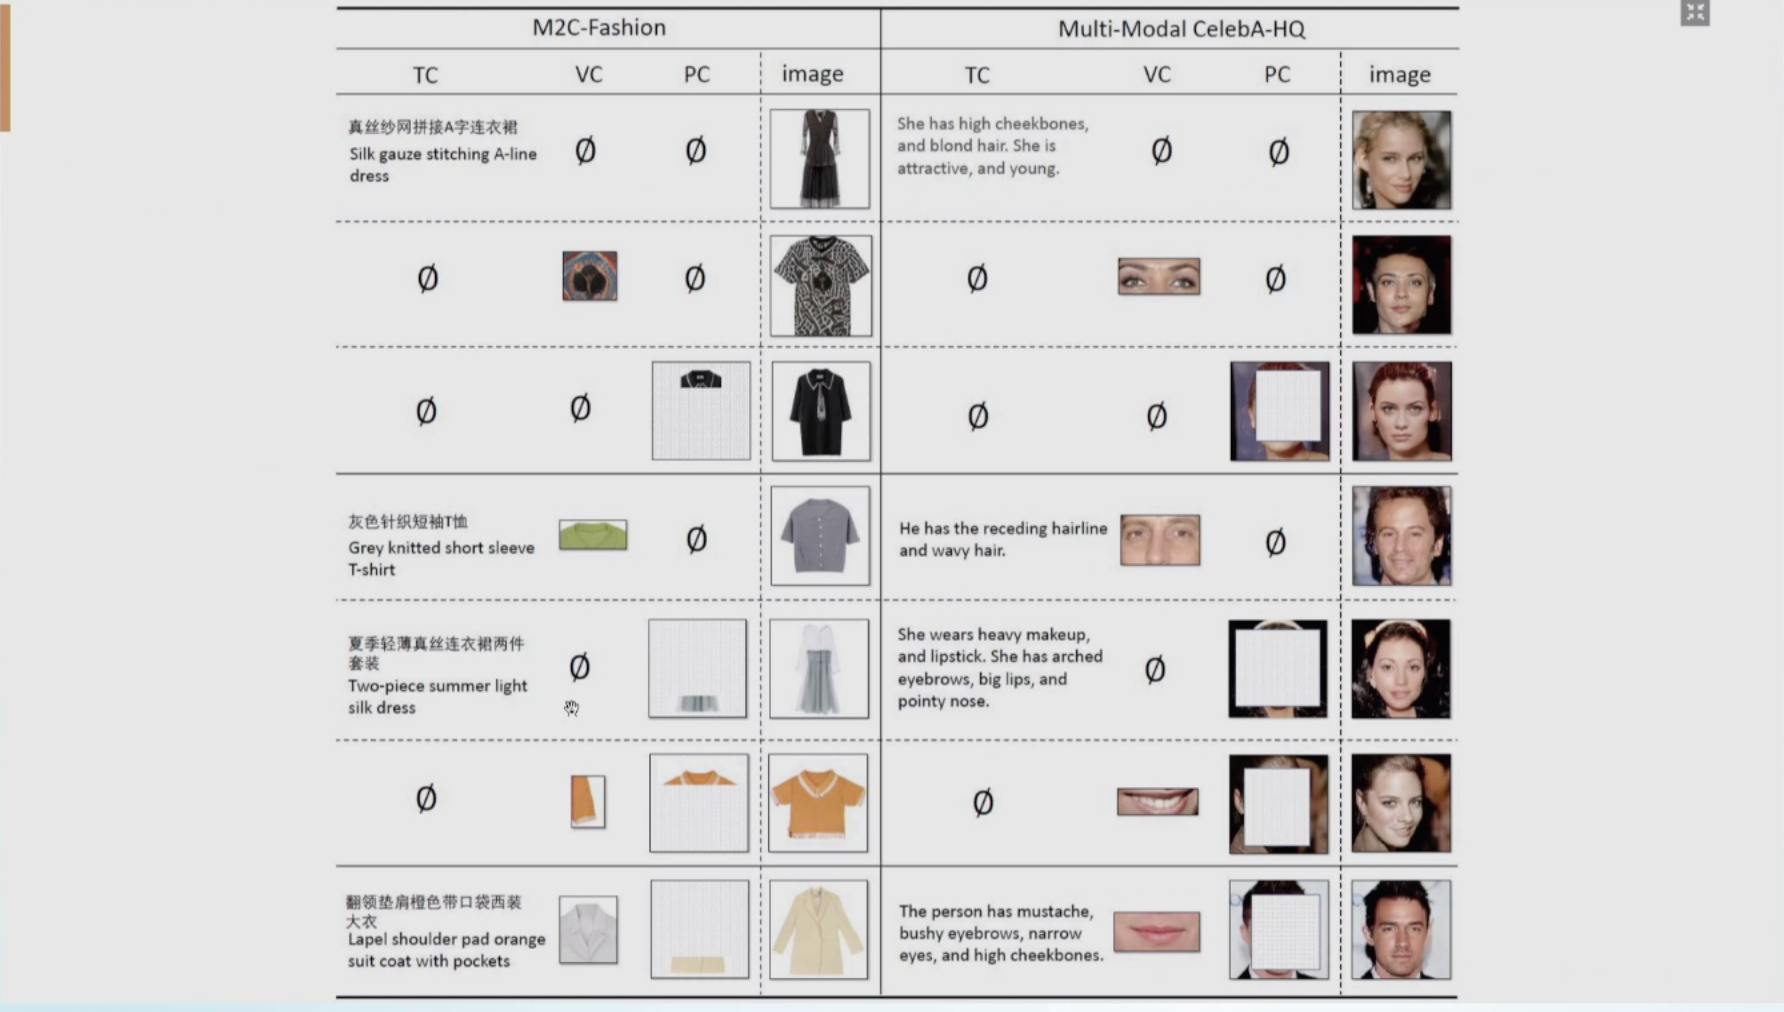 M2C-Fashion
Multi-Modal CelebA-HQ
TC VC PC image
TC VC PC image
真丝纱网拼接A字连衣裙
Silk gauze stitching A-line
dress
Ø Ø
She has high cheekbones,
and blond hair. She is
attractive, and young.
Ø Ø
Ø Ø
Ø Ø
Ø Ø
Ø Ø
灰色针织短袖T恤
Grey knitted short sleeve
T-shirt
Ø
He has the receding hairline
and wavy hair.
Ø
夏季轻薄真丝连衣裙两件
套装
Two-piece summer light
silk dress
Ø
She wears heavy makeup,
and lipstick. She has arched
eyebrows, big lips, and
pointy nose.
Ø
Ø
Ø
翻领垫肩橙色带口袋西装
大衣
Lapel shoulder pad orange
suit coat with pockets
The person has mustache,
bushy eyebrows, narrow
eyes, and high cheekbones.